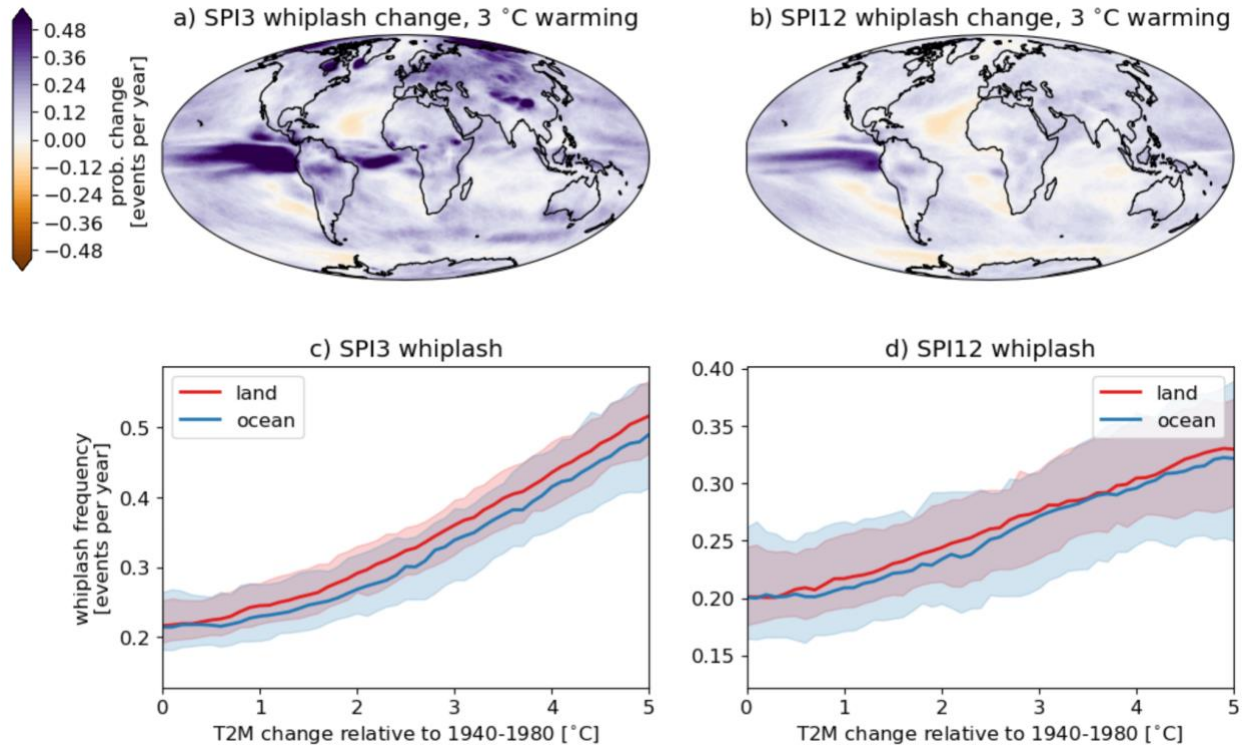 a) SPI3 whiplash change, 3 °C warming
b) SPI12 whiplash change, 3 °C warming
0.48
0.36
0.24
0.12
0.00
−0.12
−0.24
−0.36
−0.48
prob. change
[events per year]
c) SPI3 whiplash
land
ocean
0.5
0.4
0.3
0.2
whiplash frequency
[events per year]
0 1 2 3 4 5
T2M change relative to 1940-1980 [°C]
d) SPI12 whiplash
land
ocean
0.40
0.35
0.30
0.25
0.20
0.15
0 1 2 3 4 5
T2M change relative to 1940-1980 [°C]